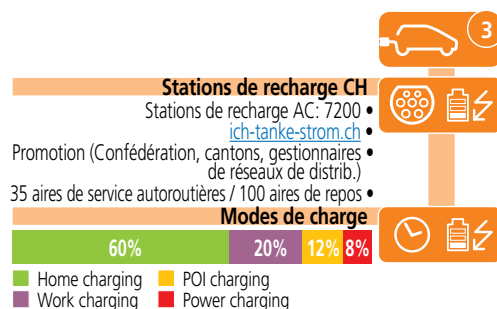 3
Stations de recharge CH
Stations de recharge AC: 7200 •
ich-tanke-strom.ch •
Promotion (Confédération, cantons, gestionnaires •
de réseaux de distrib.)
35 aires de service autoroutières / 100 aires de repos •
Modes de charge
60% 20% 12% 8%
Home charging POI charging
Work charging Power charging